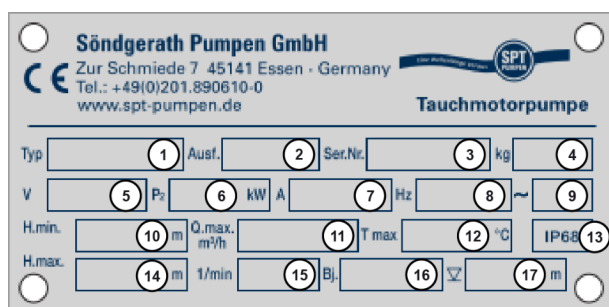 Söndgerath Pumpen GmbH
Zur Schmiede 7 45141 Essen - Germany
Tel.: +49(0)201.890610-0
www.spt-pumpen.de
SPT
PUMPEN
Tauchmotorpumpe
Typ 1 Ausf. 2 Ser.Nr. 3 kg 4
V 5 P2 6 kW A 7 Hz 8 ~ 9
H.min. 10 m Q.max. m³/h 11 T max 12 °C IP68 13
H.max. 14 m 1/min 15 Bj. 16 17 m